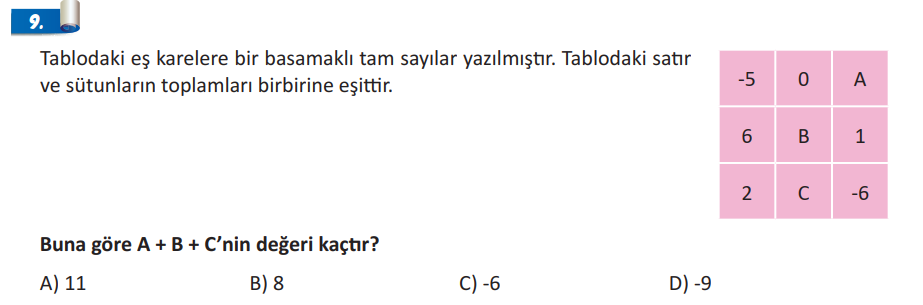 9.
Tablodaki eş karelere bir basamaklı tam sayılar yazılmıştır. Tablodaki satır
ve sütunların toplamları birbirine eşittir.
-5 0 A
6 B 1
2 C -6
Buna göre A + B + C’nin değeri kaçtır?
A) 11 B) 8 C) -6 D) -9